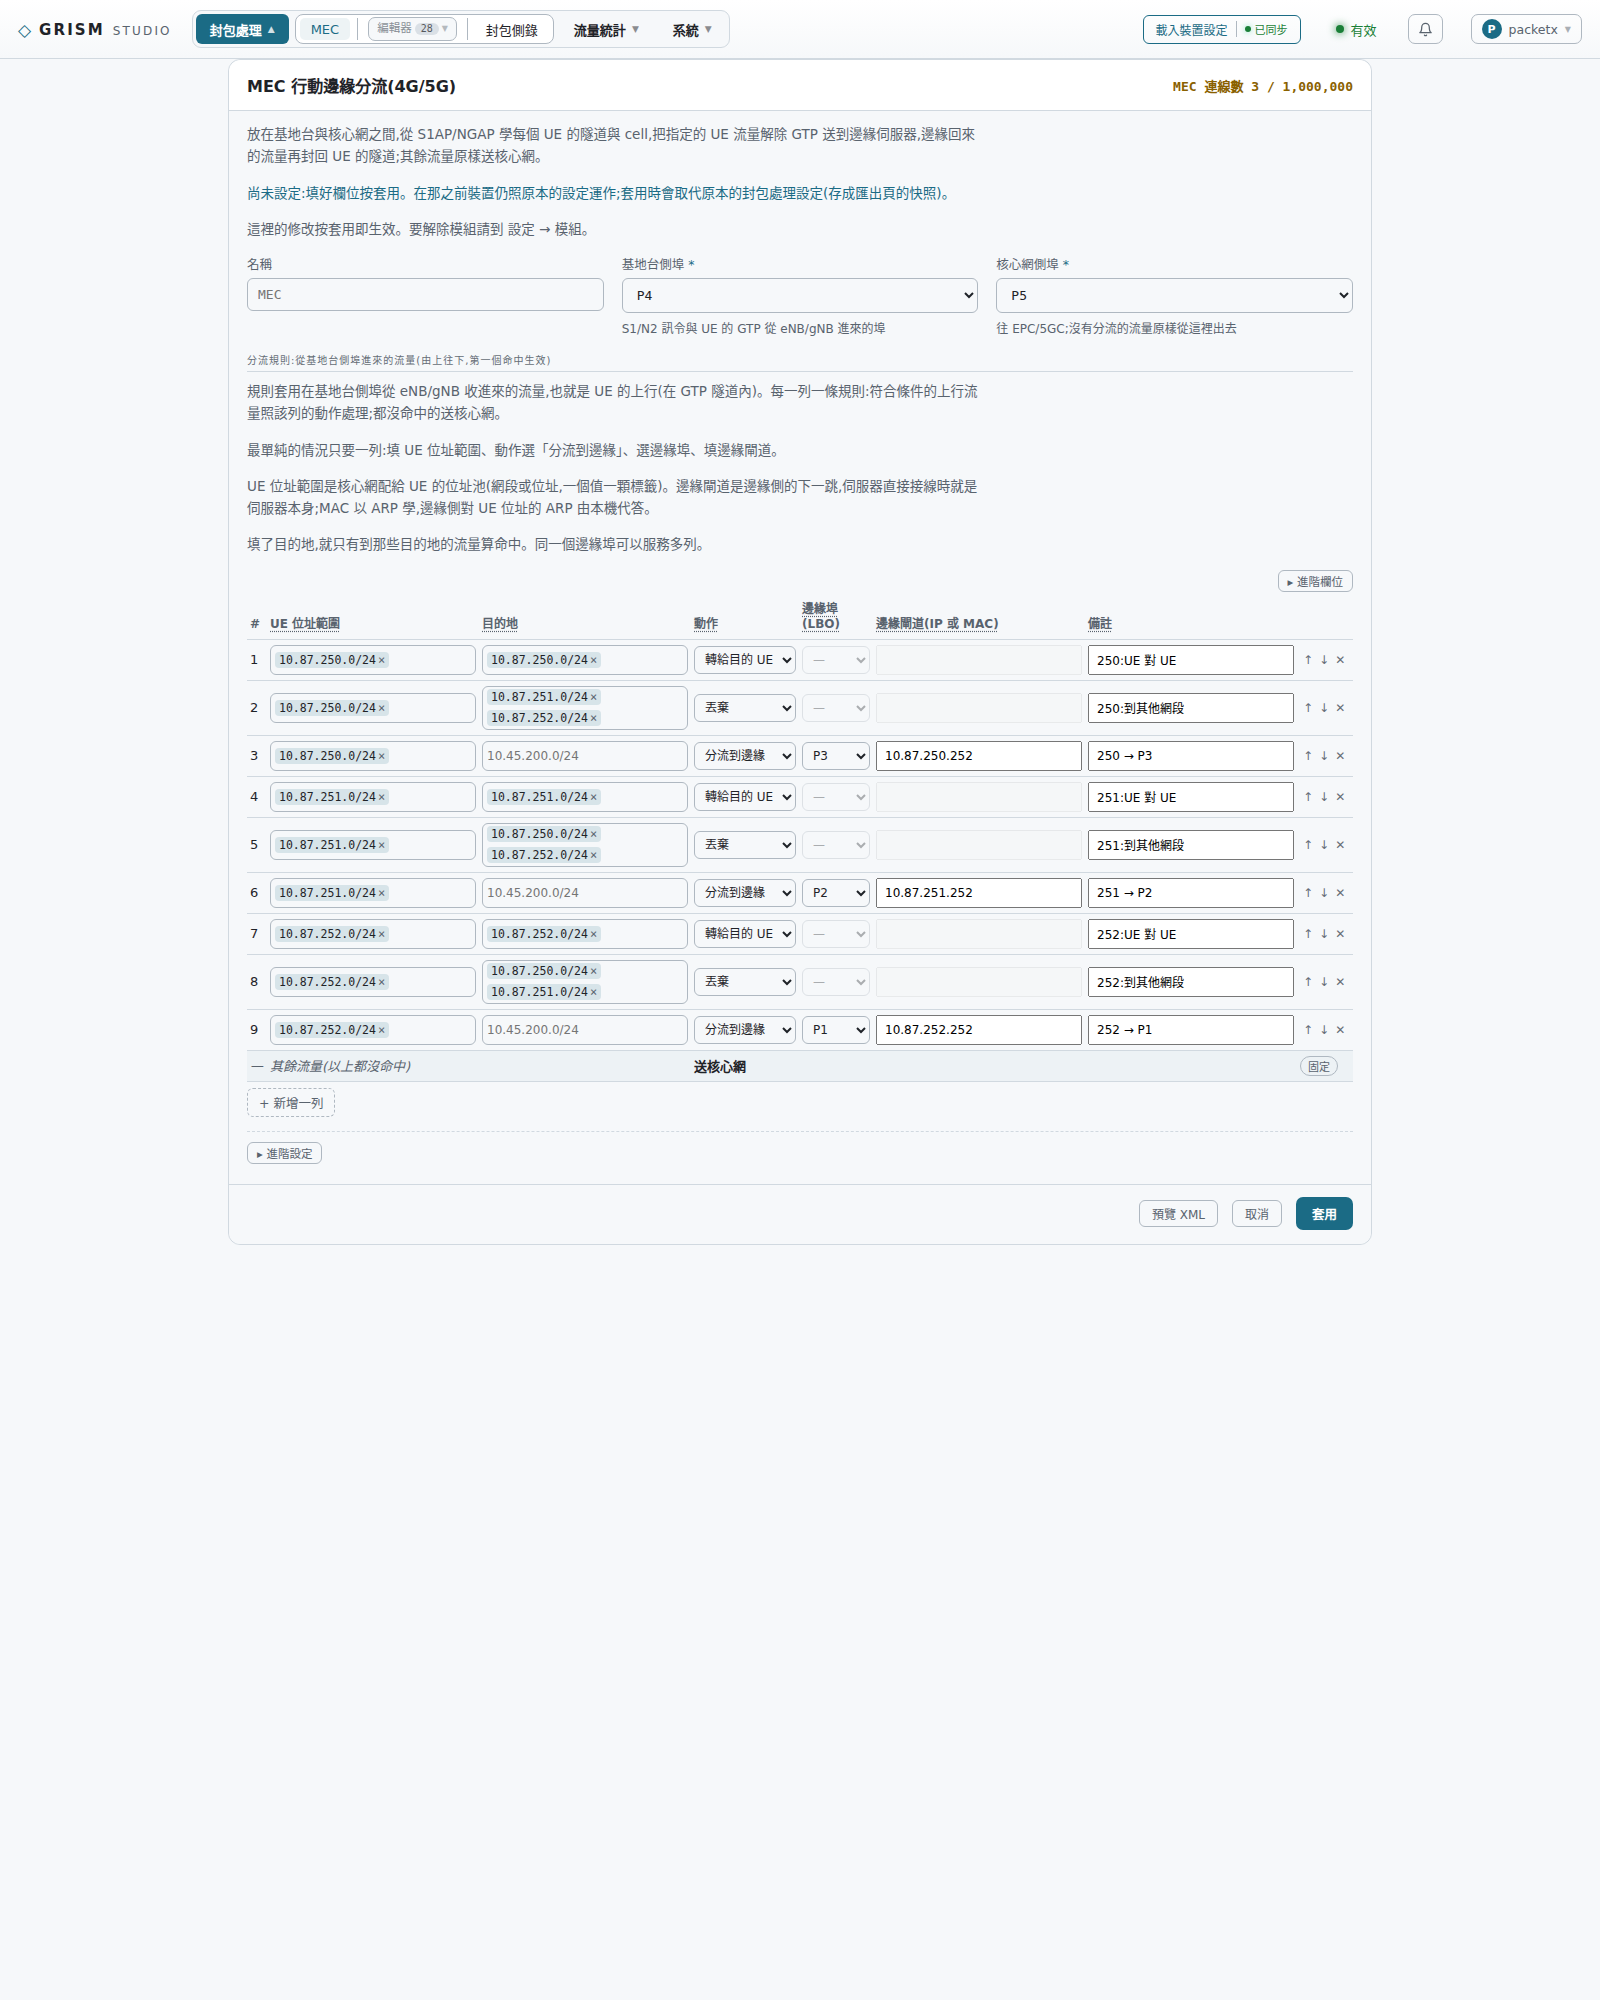 ◇ GRISM STUDIO 封包處理 ▲ MEC 編輯器 28 ▼ 封包側錄 流量統計 ▼ 系統 ▼ 載入裝置設定 已同步 有效 P packetx ▼
MEC 行動邊緣分流(4G/5G) MEC 連線數 3 / 1,000,000
放在基地台與核心網之間,從 S1AP/NGAP 學每個 UE 的隧道與 cell,把指定的 UE 流量解除 GTP 送到邊緣伺服器,邊緣回來
的流量再封回 UE 的隧道;其餘流量原樣送核心網。
尚未設定:填好欄位按套用。在那之前裝置仍照原本的設定運作;套用時會取代原本的封包處理設定(存成匯出頁的快照)。
這裡的修改按套用即生效。要解除模組請到 設定 → 模組。
名稱 基地台側埠 * 核心網側埠 *
MEC P4 P5
S1/N2 訊令與 UE 的 GTP 從 eNB/gNB 進來的埠 往 EPC/5GC;沒有分流的流量原樣從這裡出去
分流規則:從基地台側埠進來的流量(由上往下,第一個命中生效)
規則套用在基地台側埠從 eNB/gNB 收進來的流量,也就是 UE 的上行(在 GTP 隧道內)。每一列一條規則:符合條件的上行流
量照該列的動作處理;都沒命中的送核心網。
最單純的情況只要一列:填 UE 位址範圍、動作選「分流到邊緣」、選邊緣埠、填邊緣閘道。
UE 位址範圍是核心網配給 UE 的位址池(網段或位址,一個值一顆標籤)。邊緣閘道是邊緣側的下一跳,伺服器直接接線時就是
伺服器本身;MAC 以 ARP 學,邊緣側對 UE 位址的 ARP 由本機代答。
填了目的地,就只有到那些目的地的流量算命中。同一個邊緣埠可以服務多列。
▸ 進階欄位
# UE 位址範圍 目的地 動作 邊緣埠 (LBO) 邊緣閘道(IP 或 MAC) 備註
1 10.87.250.0/24 × 10.87.250.0/24 × 轉給目的 UE — 250:UE 對 UE ↑ ↓ ✕
2 10.87.250.0/24 × 10.87.251.0/24 × 10.87.252.0/24 × 丟棄 — 250:到其他網段 ↑ ↓ ✕
3 10.87.250.0/24 × 10.45.200.0/24 分流到邊緣 P3 10.87.250.252 250 → P3 ↑ ↓ ✕
4 10.87.251.0/24 × 10.87.251.0/24 × 轉給目的 UE — 251:UE 對 UE ↑ ↓ ✕
5 10.87.251.0/24 × 10.87.250.0/24 × 10.87.252.0/24 × 丟棄 — 251:到其他網段 ↑ ↓ ✕
6 10.87.251.0/24 × 10.45.200.0/24 分流到邊緣 P2 10.87.251.252 251 → P2 ↑ ↓ ✕
7 10.87.252.0/24 × 10.87.252.0/24 × 轉給目的 UE — 252:UE 對 UE ↑ ↓ ✕
8 10.87.252.0/24 × 10.87.250.0/24 × 10.87.251.0/24 × 丟棄 — 252:到其他網段 ↑ ↓ ✕
9 10.87.252.0/24 × 10.45.200.0/24 分流到邊緣 P1 10.87.252.252 252 → P1 ↑ ↓ ✕
— 其餘流量(以上都沒命中) 送核心網 固定
+ 新增一列
▸ 進階設定
預覽 XML 取消 套用